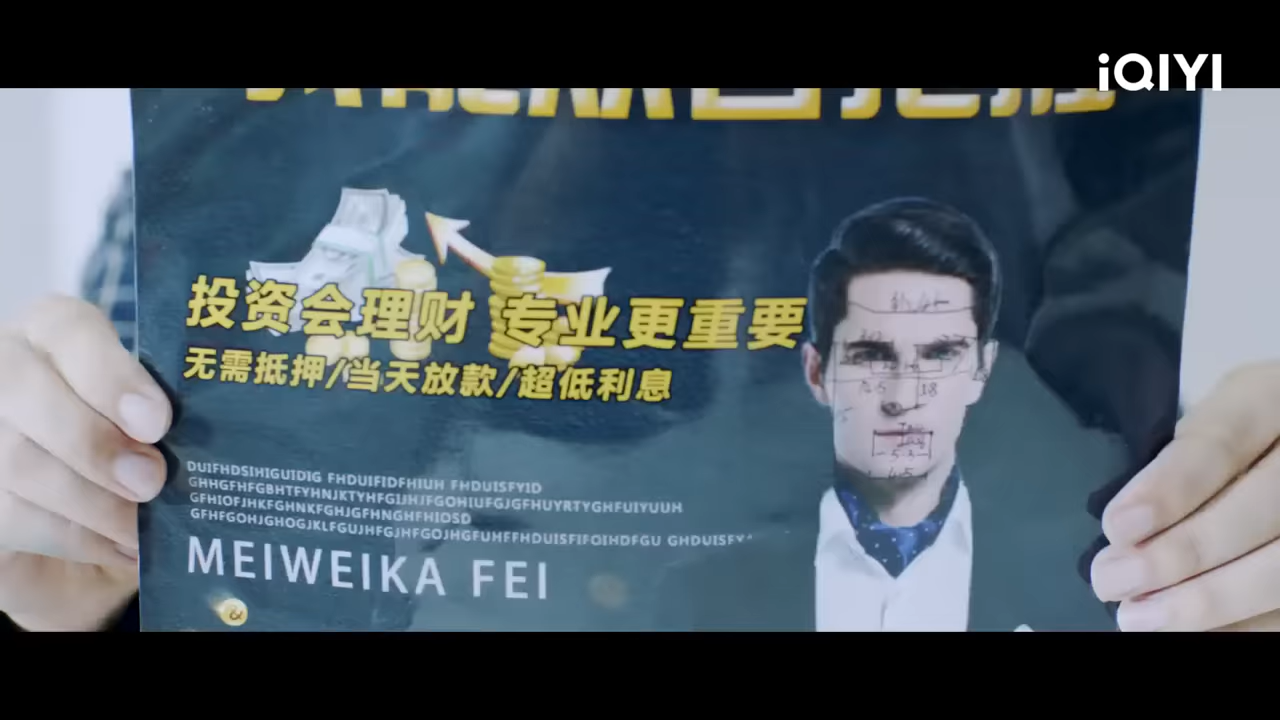 iQIYI
投资会理财 专业更重要
无需抵押/当天放款/超低利息
DUIFHDSIHIGUIDIG FHDUIFIDFHIUH FHDUISFYID
GHHGFHFGBHTFYHNJKTYHFGIJHJFGOHIUFGJGFHUYRTYGHFUIYUUH
GFHIOFJHKFGHNKFGHJGFHNGHFHIOSD
GFHFGOHJGHOGJKLFGUJHFGJHFGOJHGFUHFFHDUISFIFOIHDFGU
MEIWEIKA FEI
18